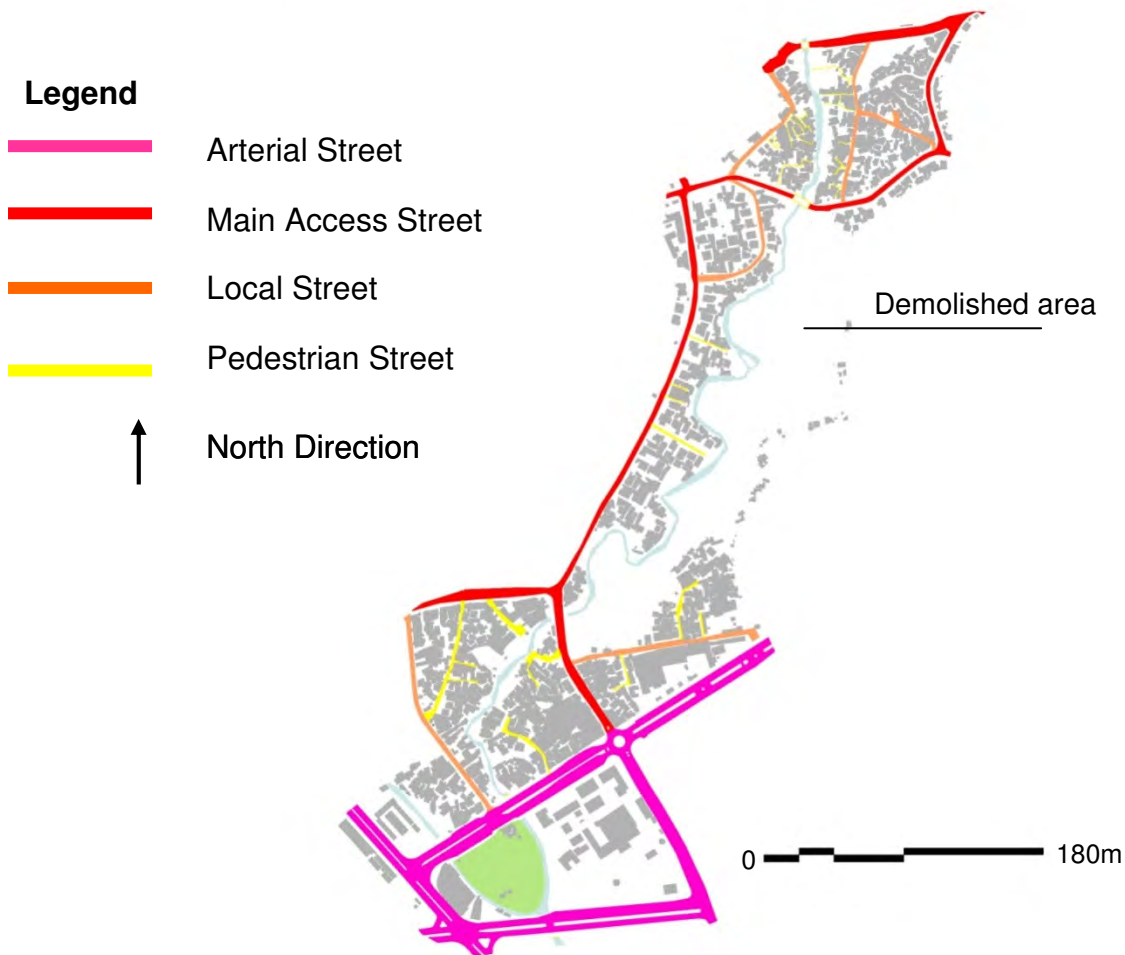 Legend
Arterial Street
Main Access Street
Local Street
Pedestrian Street
North Direction
Demolished area
0
180m